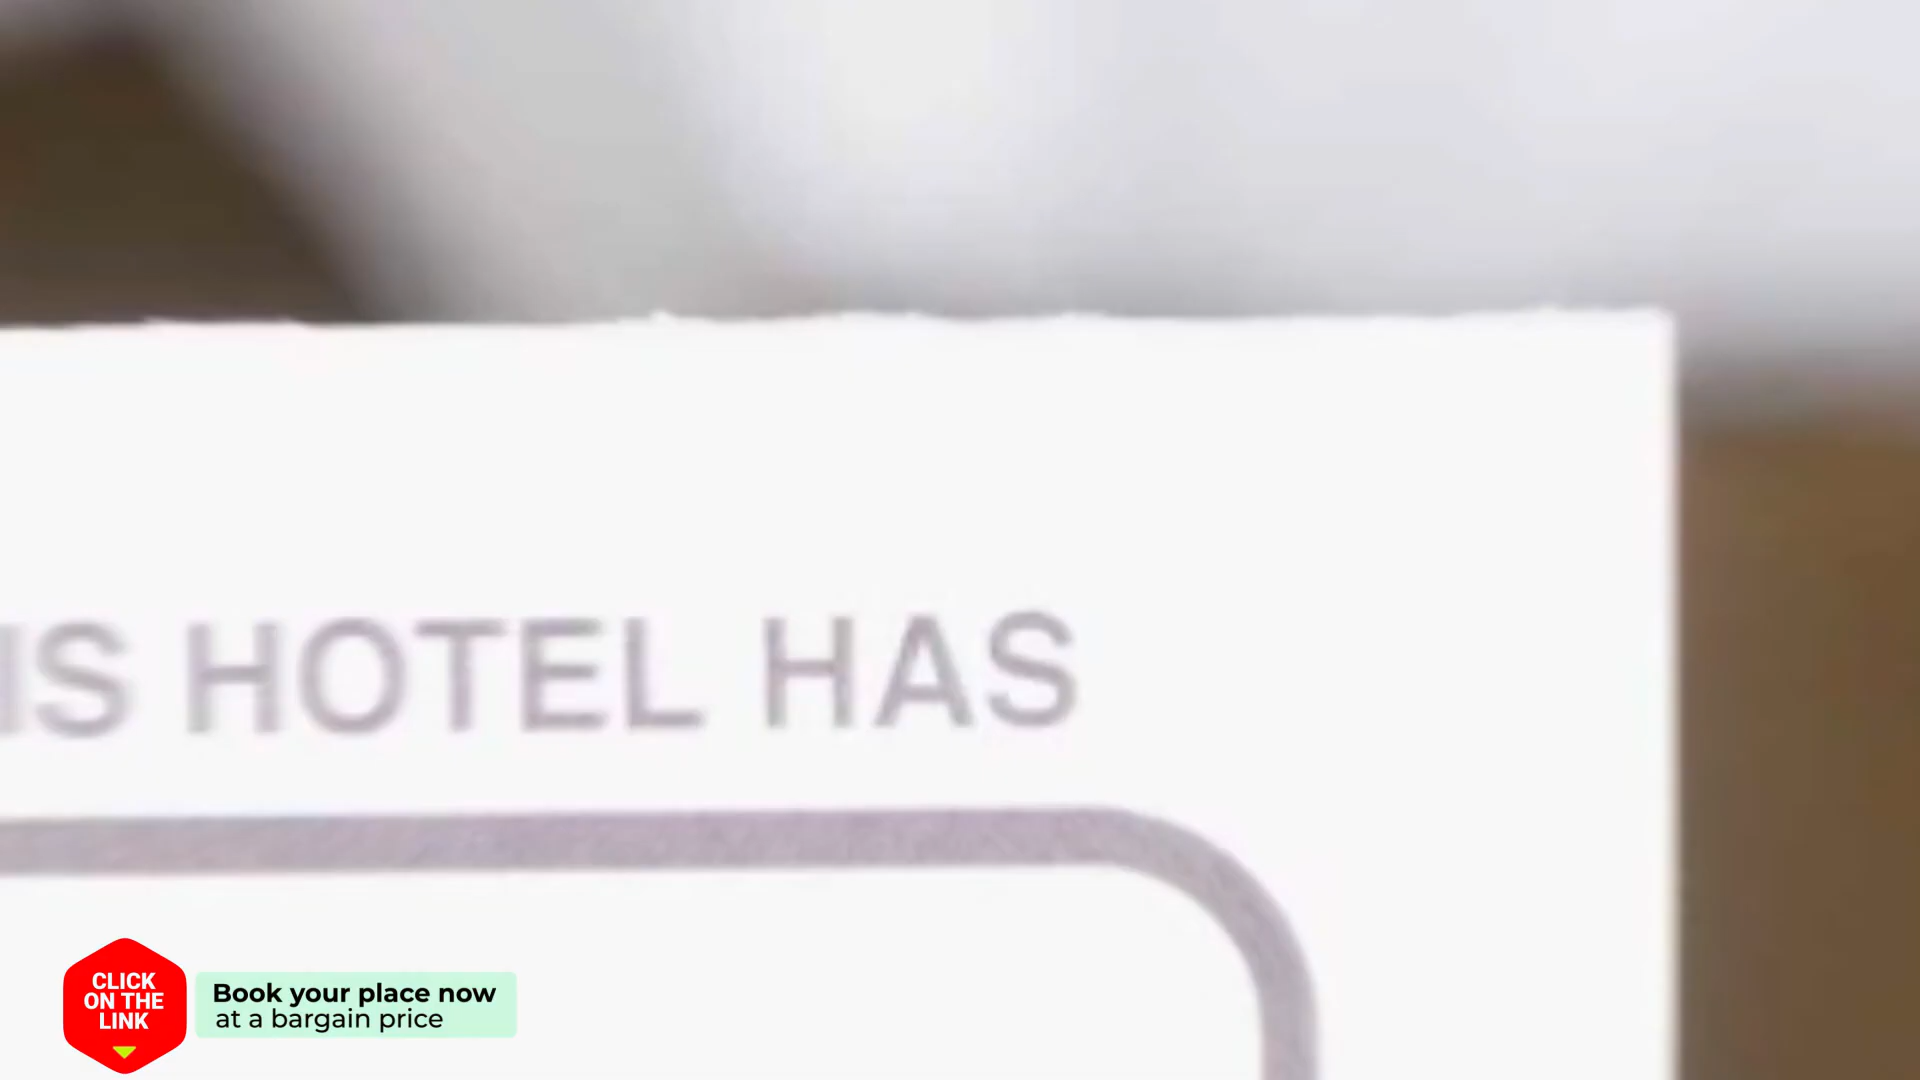 IS HOTEL HAS
CLICK
ON THE
LINK
Book your place now
at a bargain price